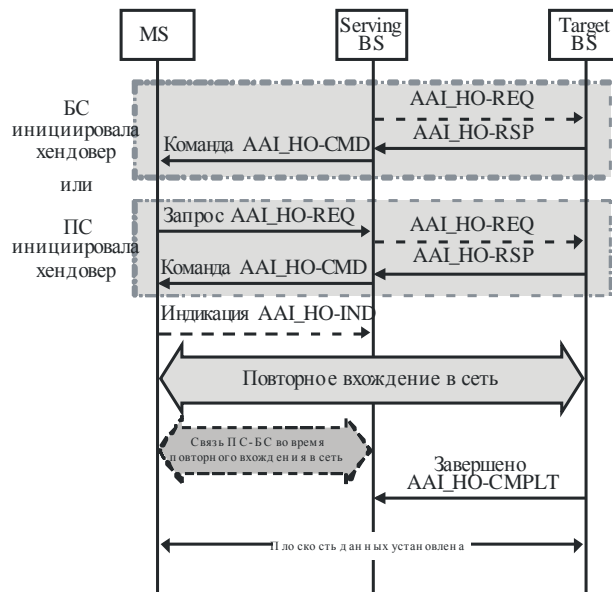 MS
Serving
BS
Target
BS
БС
инициировала
хендовер
AAI_HO-REQ
AAI_HO-RSP
Команда AAI_HO-CMD
или
ПС
инициировала
хендовер
Запрос AAI_HO-REQ
AAI_HO-REQ
AAI_HO-RSP
Команда AAI_HO-CMD
Индикация AAI_HO-IND
Повторное вхождение в сеть
Связь ПС-БС во время
повторного вхождения в сеть
Завершено
AAI_HO-CMPLT
Плоскость данных установлена